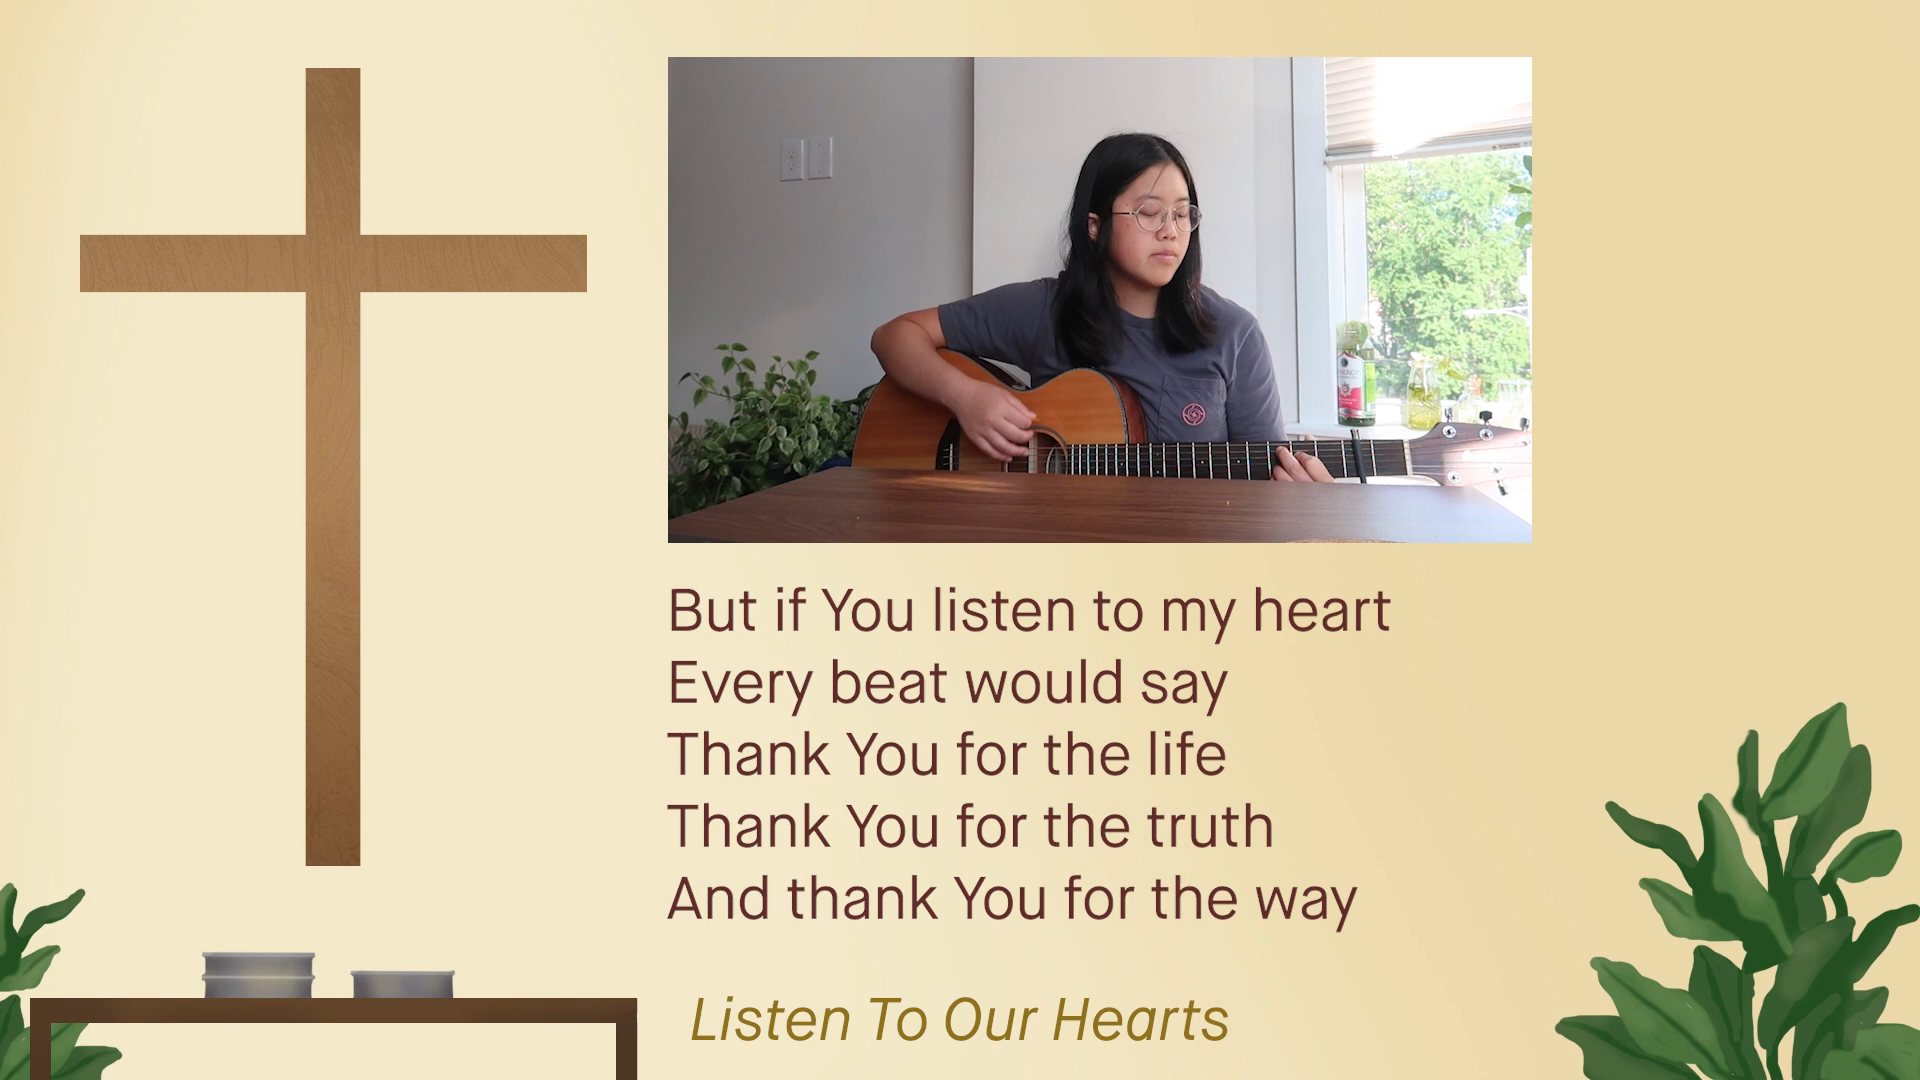 But if You listen to my heart
Every beat would say
Thank You for the life
Thank You for the truth
And thank You for the way
Listen To Our Hearts